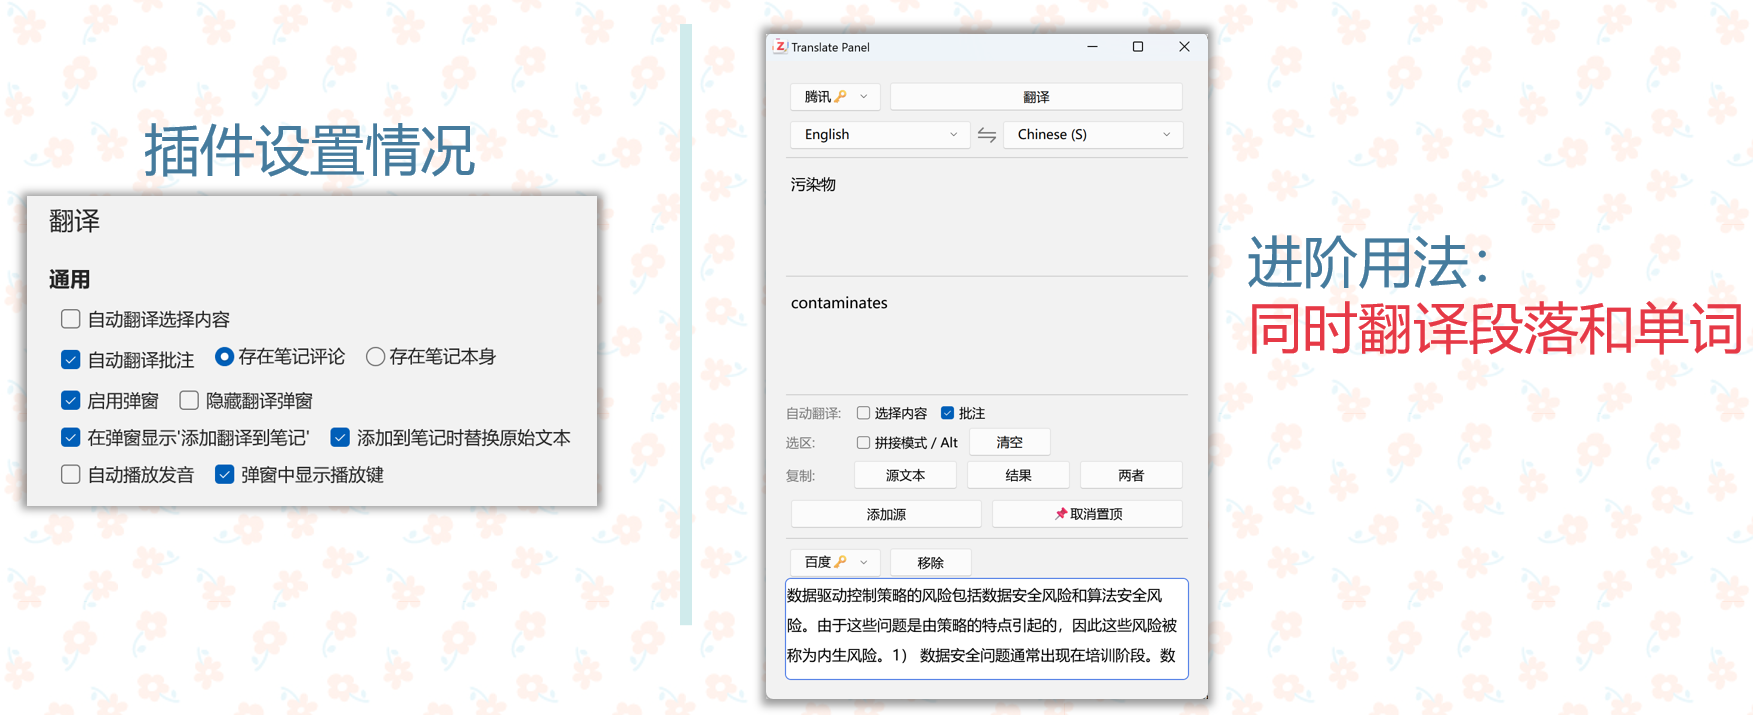 插件设置情况
翻译
通用
自动翻译选择内容
自动翻译批注 存在笔记评论 存在笔记本身
启用弹窗 隐藏翻译弹窗
在弹窗显示'添加翻译到笔记' 添加到笔记时替换原始文本
自动播放发音 弹窗中显示播放键
Z Translate Panel
腾讯 翻译
English Chinese (S)
污染物
contaminates
自动翻译: 选择内容 批注
选区: 拼接模式 / Alt 清空
复制: 源文本 结果 两者
添加源 取消置顶
百度 移除
数据驱动控制策略的风险包括数据安全风险和算法安全风
险。由于这些问题是由策略的特点引起的，因此这些风险被
称为内生风险。1） 数据安全问题通常出现在培训阶段。数
进阶用法：
同时翻译段落和单词